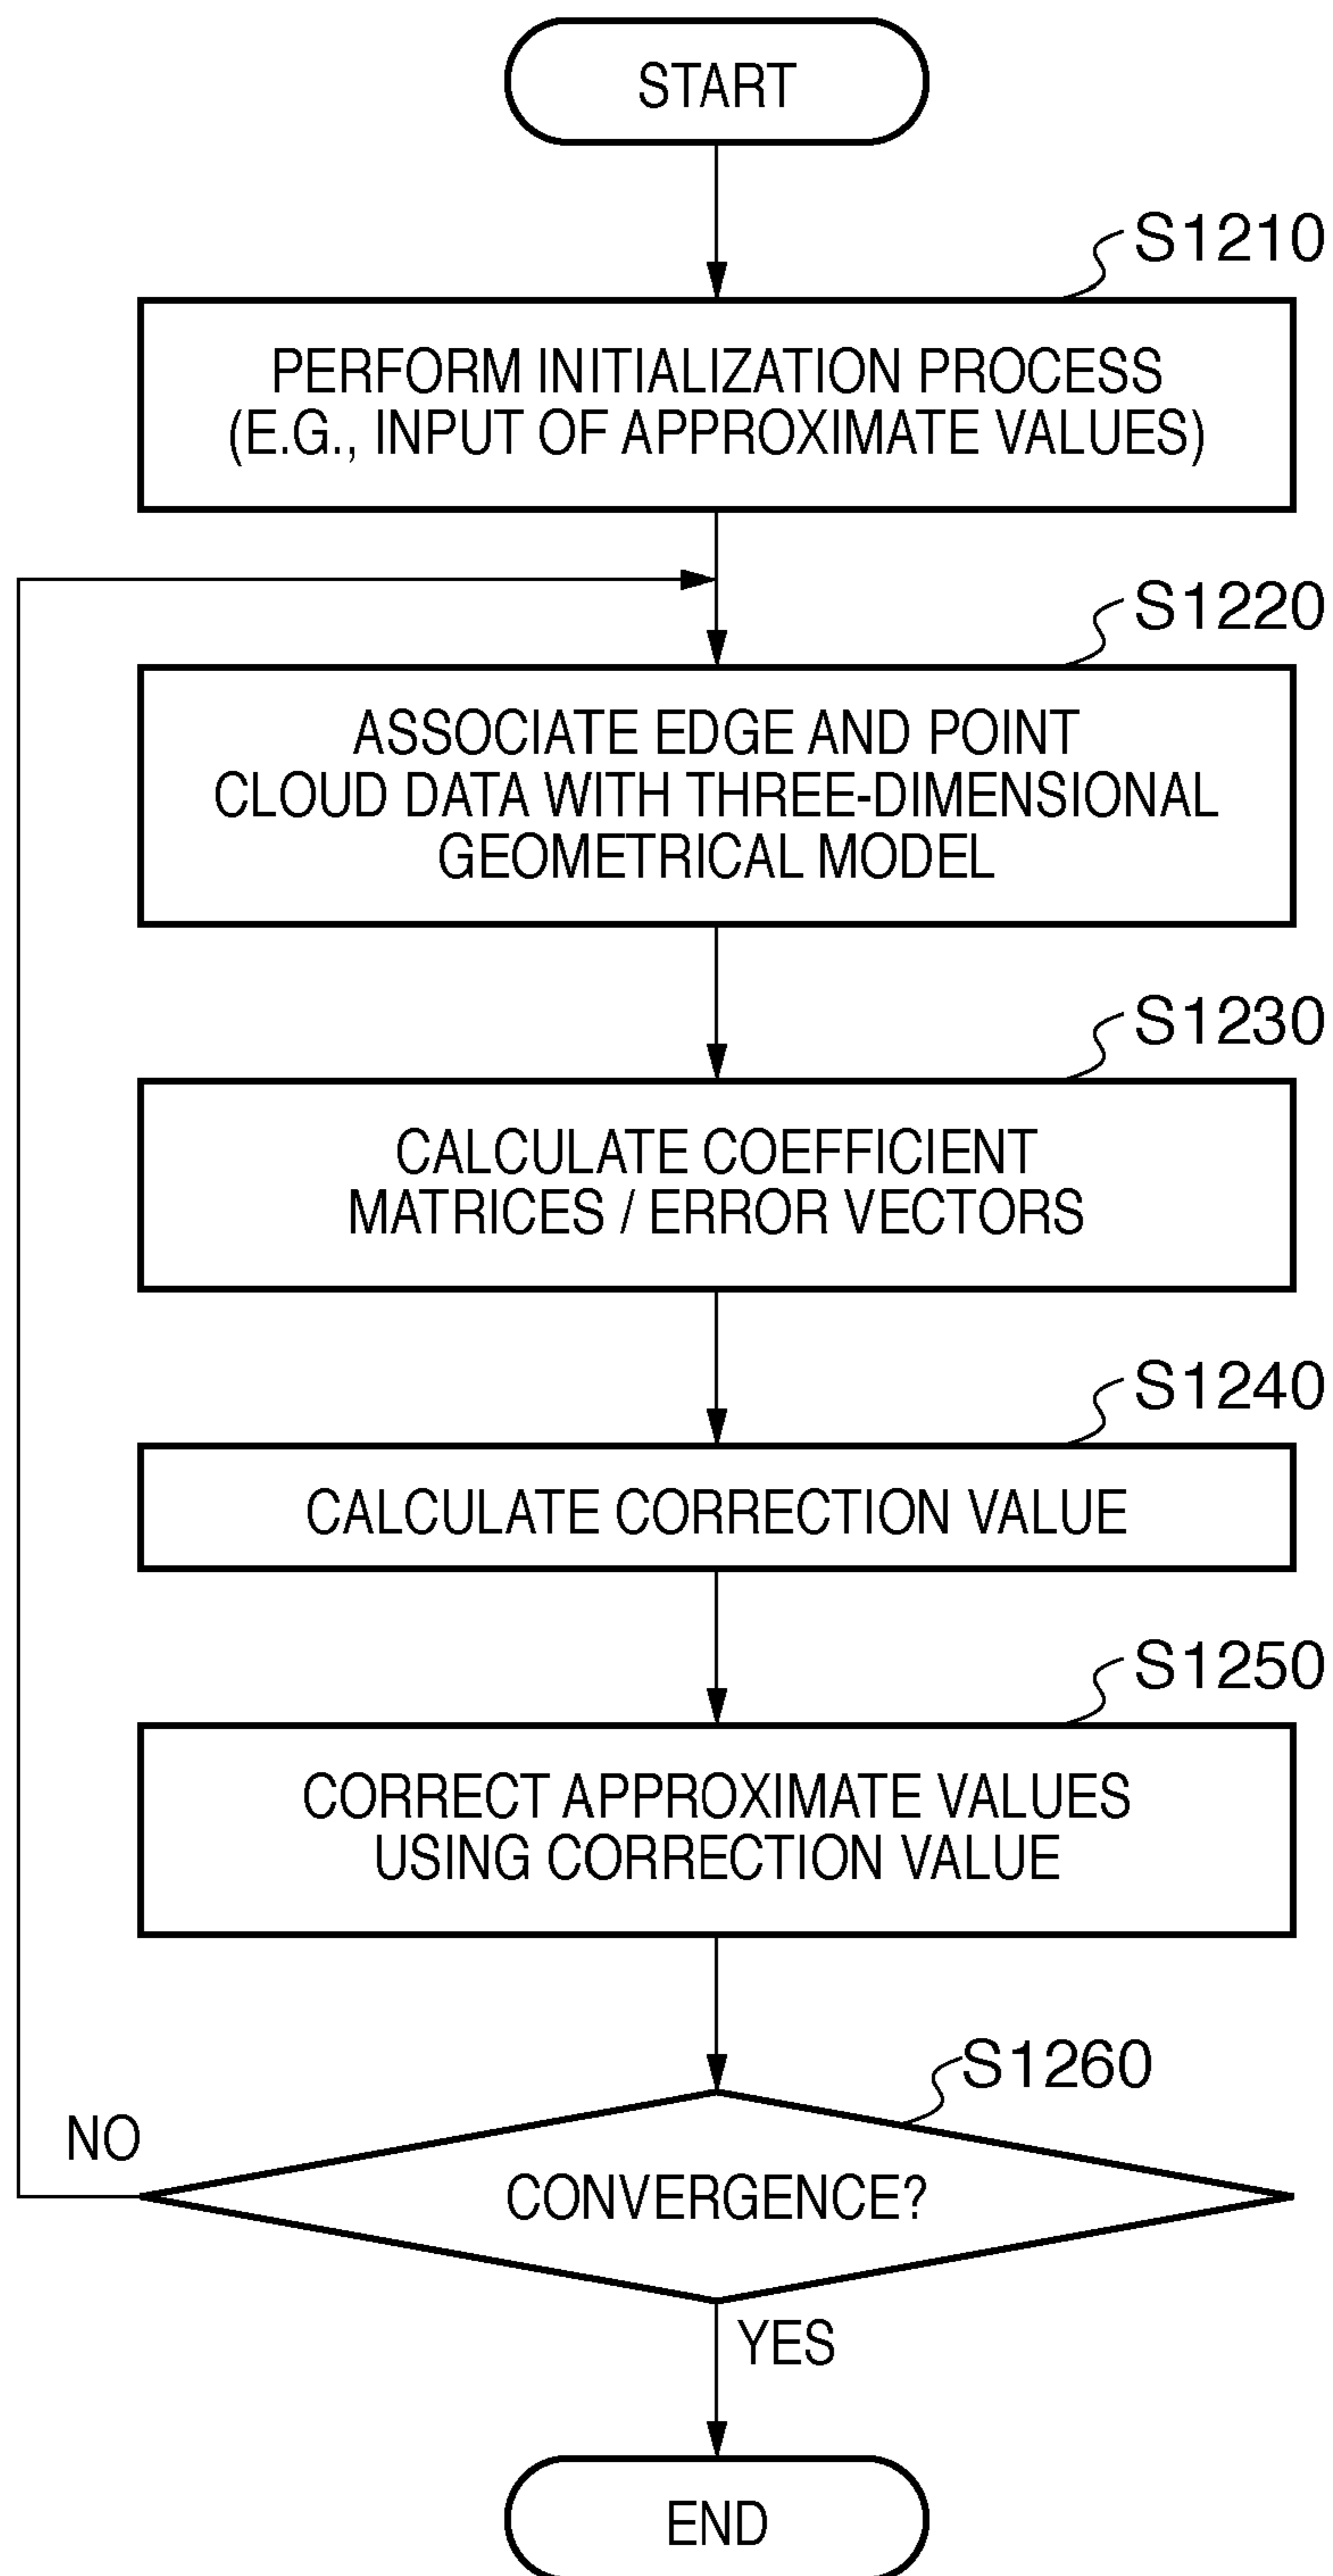 START
S1210
PERFORM INITIALIZATION PROCESS
(E.G., INPUT OF APPROXIMATE VALUES)
S1220
ASSOCIATE EDGE AND POINT
CLOUD DATA WITH THREE-DIMENSIONAL
GEOMETRICAL MODEL
S1230
CALCULATE COEFFICIENT
MATRICES / ERROR VECTORS
S1240
CALCULATE CORRECTION VALUE
S1250
CORRECT APPROXIMATE VALUES
USING CORRECTION VALUE
S1260
NO
CONVERGENCE?
YES
END